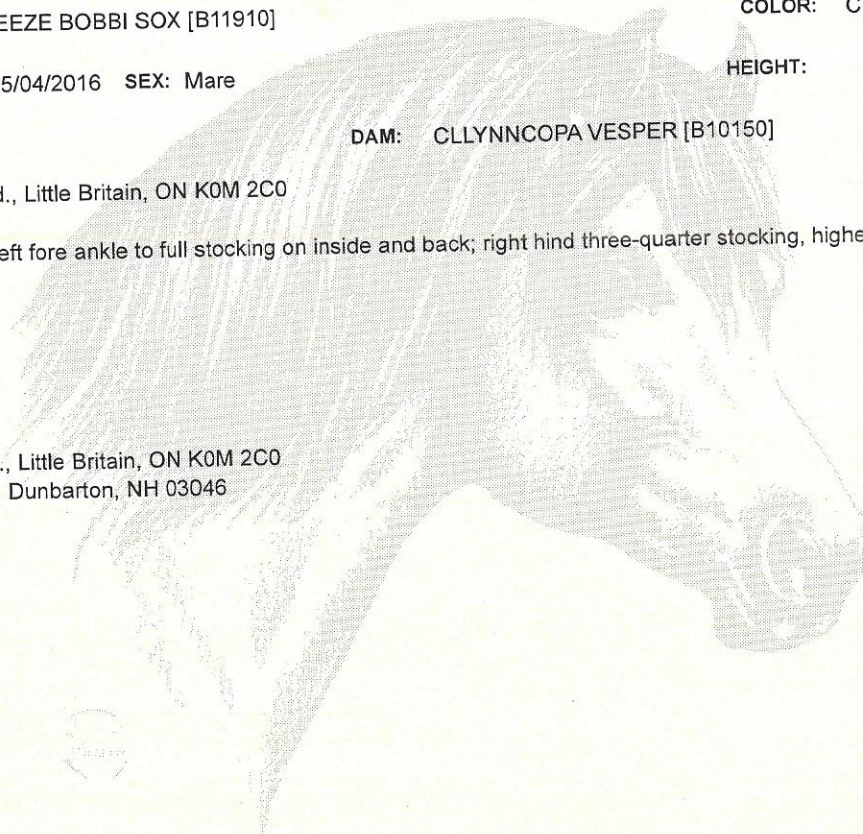 EEZE BOBBI SOX [B11910]
COLOR: C
5/04/2016 SEX: Mare
HEIGHT:
DAM: CLLYNNCOPA VESPER [B10150]
d., Little Britain, ON K0M 2C0
eft fore ankle to full stocking on inside and back; right hind three-quarter stocking, highe
., Little Britain, ON K0M 2C0
Dunbarton, NH 03046